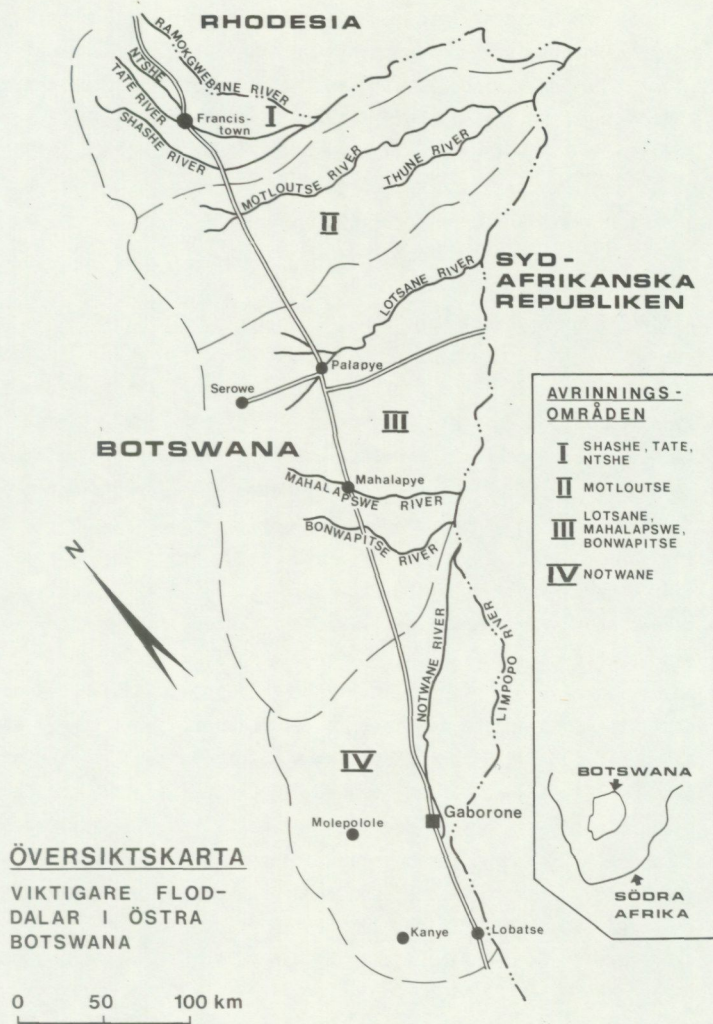 RHODESIA
RAMOKGWEBANE RIVER
NTSHE
TATE RIVER
SHASHE RIVER
Francis-
town
I
MOTLOUTSE RIVER
THUNE RIVER
II
SYD-
AFRIKANSKA
REPUBLIKEN
LOTSANE RIVER
Palapye
Serowe
III
BOTSWANA
Mahalapye
MAHALAPSWE RIVER
BONWAPITSE RIVER
N
NOTWANE RIVER
LIMPOPO RIVER
IV
Molepolole
Gaborone
Kanye
Lobatse
AVRINNINGS-
OMRÅDEN
I SHASHE, TATE,
NTSHE
II MOTLOUTSE
III LOTSANE,
MAHALAPSWE,
BONWAPITSE
IV NOTWANE
BOTSWANA
SÖDRA
AFRIKA
ÖVERSIKTSKARTA
VIKTIGARE FLOD-
DALAR I ÖSTRA
BOTSWANA
0 50 100 km